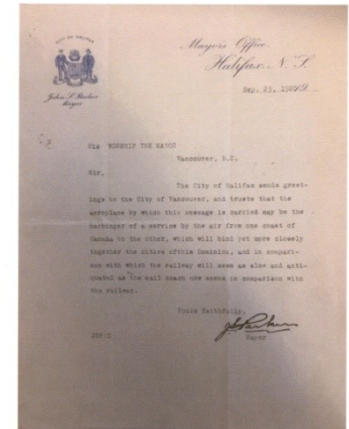 CITY OF HALIFAX
Mayor's Office
Halifax N. S.
John S. Parker
Mayor
Sep. 25, 1920
His WORSHIP THE MAYOR
Vancouver, B.C.
Sir,
The City of Halifax sends greet-
ings to the City of Vancouver, and trusts that the
aeroplane by which this message is carried may be the
harbinger of a service by the air from one coast of
Canada to the other, which will bind yet more closely
together the cities ofthis Dominion, and in compari-
son with which the railway will seem as slow and anti-
quated as the mail coach now seems in comparison with
the railway.
Yours faithfully,
Mayor